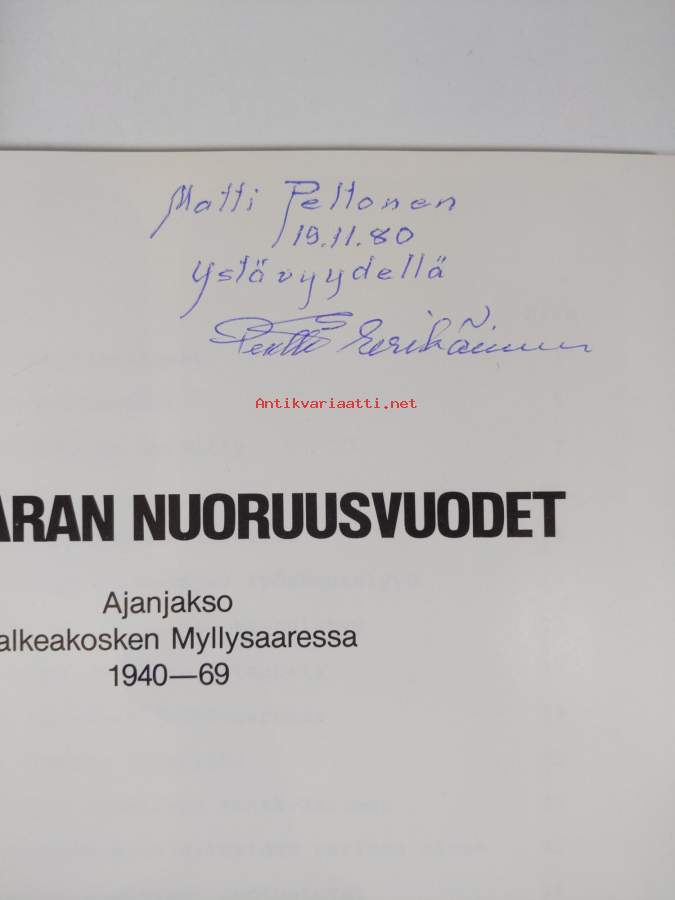 Matti Peltonen
19.11.80
Ystävyydellä
Pentti
Antikvariaatti.net
ARAN NUORUUSVUODET
Ajanjakso
alkeakosken Myllysaaressa
1940—69